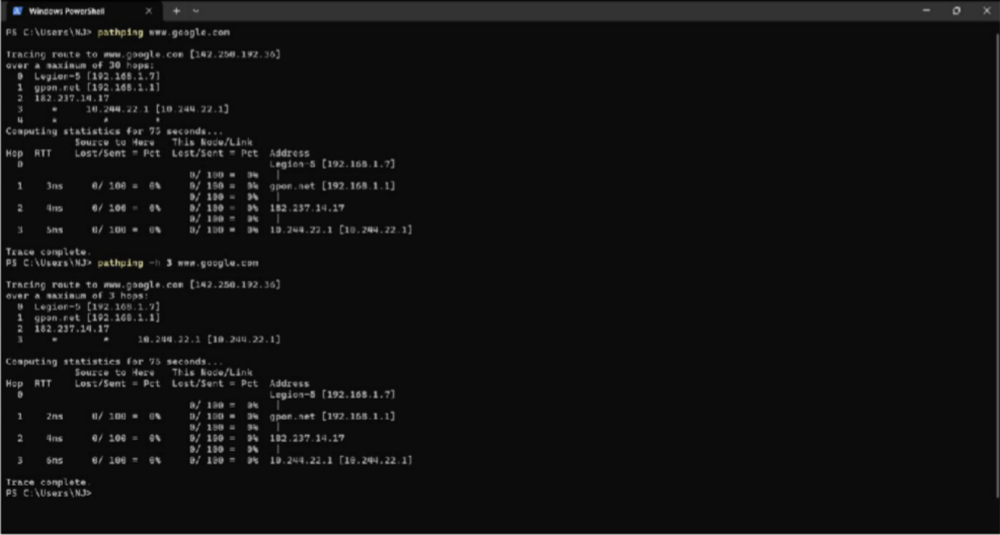 Windows PowerShell
PS C:\Users\NJ> pathping www.google.com
Tracing route to www.google.com [142.250.192.36]
over a maximum of 30 hops:
0 Legion-5 [192.168.1.7]
1 gpon.net [192.168.1.1]
2 182.237.14.17
3 * 10.244.22.1 [10.244.22.1]
4 * * *
Computing statistics for 75 seconds...
Source to Here This Node/Link
Hop RTT Lost/Sent = Pct Lost/Sent = Pct Address
0 Legion-5 [192.168.1.7]
0/ 100 = 0% |
1 3ms 0/ 100 = 0% 0/ 100 = 0% gpon.net [192.168.1.1]
0/ 100 = 0% |
2 4ms 0/ 100 = 0% 0/ 100 = 0% 182.237.14.17
0/ 100 = 0% |
3 5ms 0/ 100 = 0% 0/ 100 = 0% 10.244.22.1 [10.244.22.1]
Trace complete.
PS C:\Users\NJ> pathping -h 3 www.google.com
Tracing route to www.google.com [142.250.192.36]
over a maximum of 3 hops:
0 Legion-5 [192.168.1.7]
1 gpon.net [192.168.1.1]
2 182.237.14.17
3 * * 10.244.22.1 [10.244.22.1]
Computing statistics for 75 seconds...
Source to Here This Node/Link
Hop RTT Lost/Sent = Pct Lost/Sent = Pct Address
0 Legion-5 [192.168.1.7]
0/ 100 = 0% |
1 2ms 0/ 100 = 0% 0/ 100 = 0% gpon.net [192.168.1.1]
0/ 100 = 0% |
2 4ms 0/ 100 = 0% 0/ 100 = 0% 182.237.14.17
0/ 100 = 0% |
3 6ms 0/ 100 = 0% 0/ 100 = 0% 10.244.22.1 [10.244.22.1]
Trace complete.
PS C:\Users\NJ>